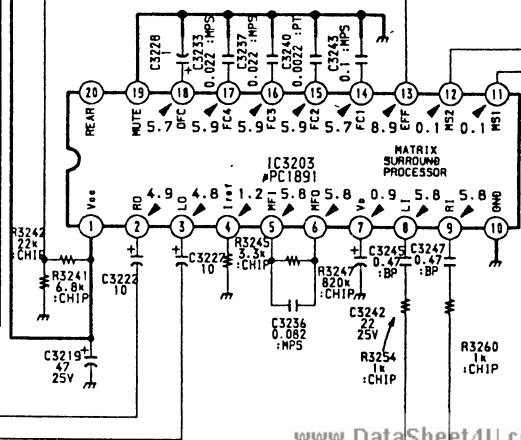 C3228
C3233
0.022 :MPS
C3237
0.022 :MPS
C3240
0.0022 :PT
C3243
0.1 :MPS
20 19 18 17 16 15 14 13 12 11
REAR MUTE DFC FC4 FC3 FC2 FC1 EFF MS2 MS1
5.7 5.9 5.9 5.9 5.7 8.9 0.1 0.1
IC3203
μPC1891
MATRIX
SURROUND
PROCESSOR
4.9 4.8 1.2 5.8 5.8 0.9 5.8 5.8
Vcc RO LO Iref MFI MFO Vo LI RI GND
1 2 3 4 5 6 7 8 9 10
R3242
22k
:CHIP
R3241
6.8k
:CHIP
C3222
10
C3227
10
R3245
3.3k
:CHIP
R3247
820k
:CHIP
C3245
0.47
:BP
C3247
0.47
:BP
C3236
0.082
:MPS
C3242
22
25V
C3219
47
25V
R3254
1k
:CHIP
R3260
1k
:CHIP
www.DataSheet4U.c